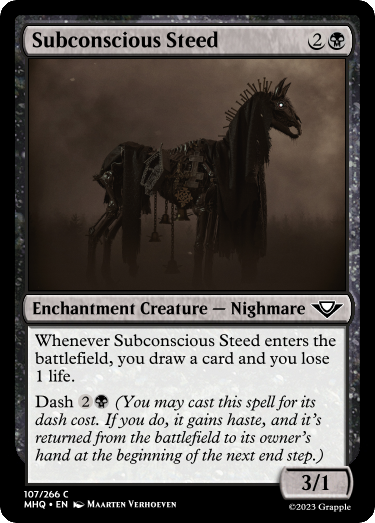 Subconscious Steed 2
Enchantment Creature — Nighmare
Whenever Subconscious Steed enters the
battlefield, you draw a card and you lose
1 life.
Dash 2 (You may cast this spell for its
dash cost. If you do, it gains haste, and it's
returned from the battlefield to its owner's
hand at the beginning of the next end step.)
3/1
107/266 C
MHQ • EN Maarten Verhoeven
©2023 Grapple